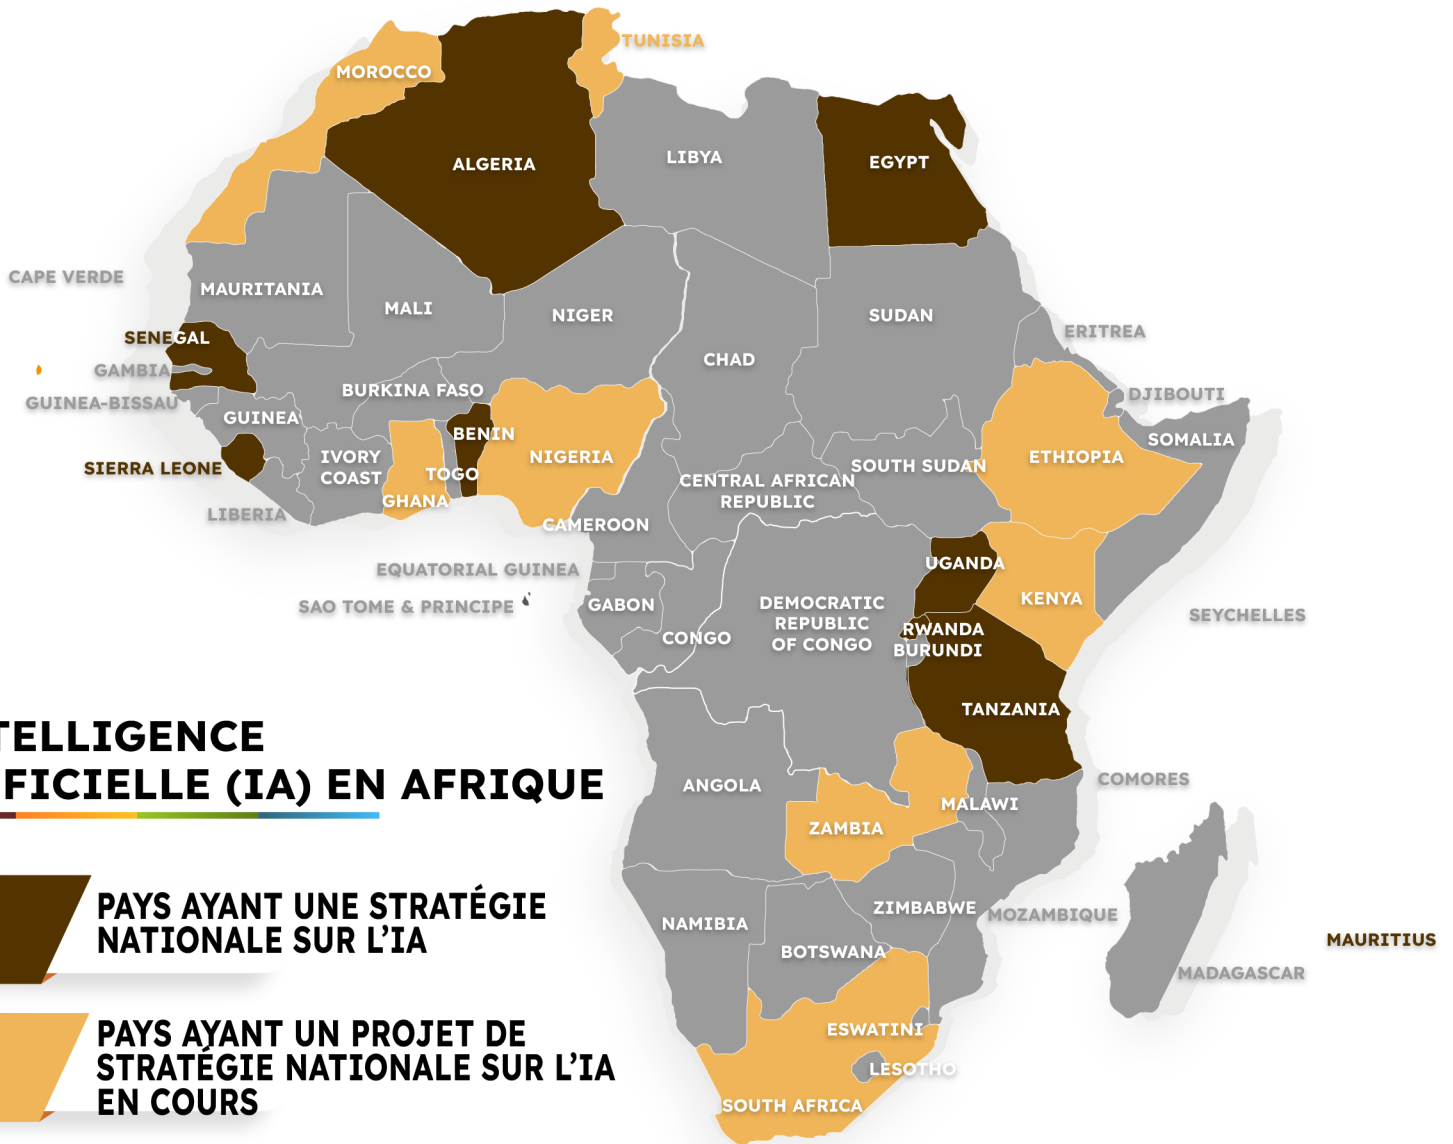 TUNISIA
MOROCCO
ALGERIA
LIBYA
EGYPT
CAPE VERDE
MAURITANIA
MALI
NIGER
CHAD
SUDAN
ERITREA
SENEGAL
GAMBIA
GUINEA-BISSAU
BURKINA FASO
DJIBOUTI
GUINEA
BENIN
SOMALIA
SIERRA LEONE
IVORY
COAST
TOGO
NIGERIA
ETHIOPIA
GHANA
CENTRAL AFRICAN
REPUBLIC
SOUTH SUDAN
LIBERIA
CAMEROON
EQUATORIAL GUINEA
UGANDA
SAO TOME & PRINCIPE
GABON
CONGO
DEMOCRATIC
REPUBLIC
OF CONGO
KENYA
SEYCHELLES
RWANDA
BURUNDI
TANZANIA
TELLIGENCE
FICIELLE (IA) EN AFRIQUE
ANGOLA
COMORES
MALAWI
ZAMBIA
PAYS AYANT UNE STRATÉGIE
NATIONALE SUR L'IA
NAMIBIA
ZIMBABWE
MOZAMBIQUE
BOTSWANA
MAURITIUS
MADAGASCAR
PAYS AYANT UN PROJET DE
STRATÉGIE NATIONALE SUR L'IA
EN COURS
ESWATINI
LESOTHO
SOUTH AFRICA